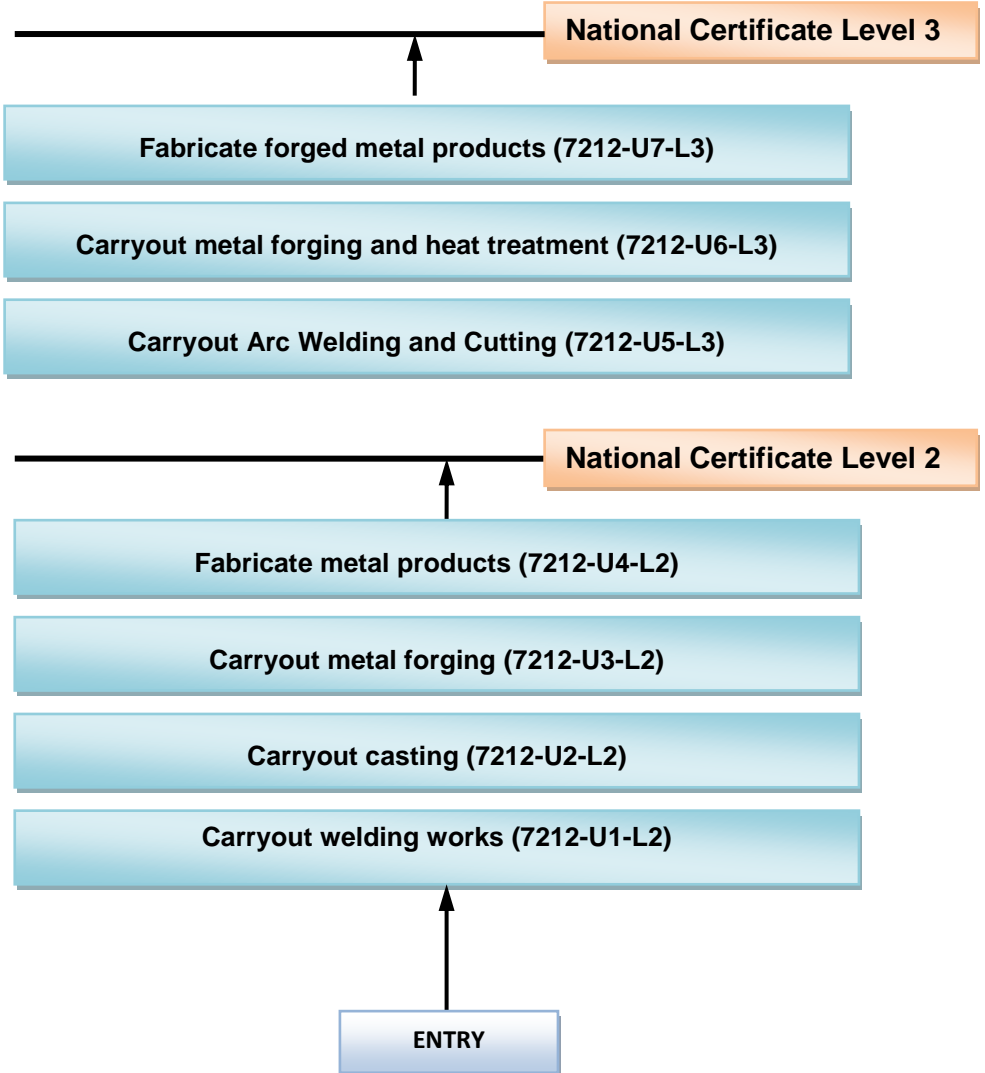 National Certificate Level 3
Fabricate forged metal products (7212-U7-L3)
Carryout metal forging and heat treatment (7212-U6-L3)
Carryout Arc Welding and Cutting (7212-U5-L3)
National Certificate Level 2
Fabricate metal products (7212-U4-L2)
Carryout metal forging (7212-U3-L2)
Carryout casting (7212-U2-L2)
Carryout welding works (7212-U1-L2)
ENTRY